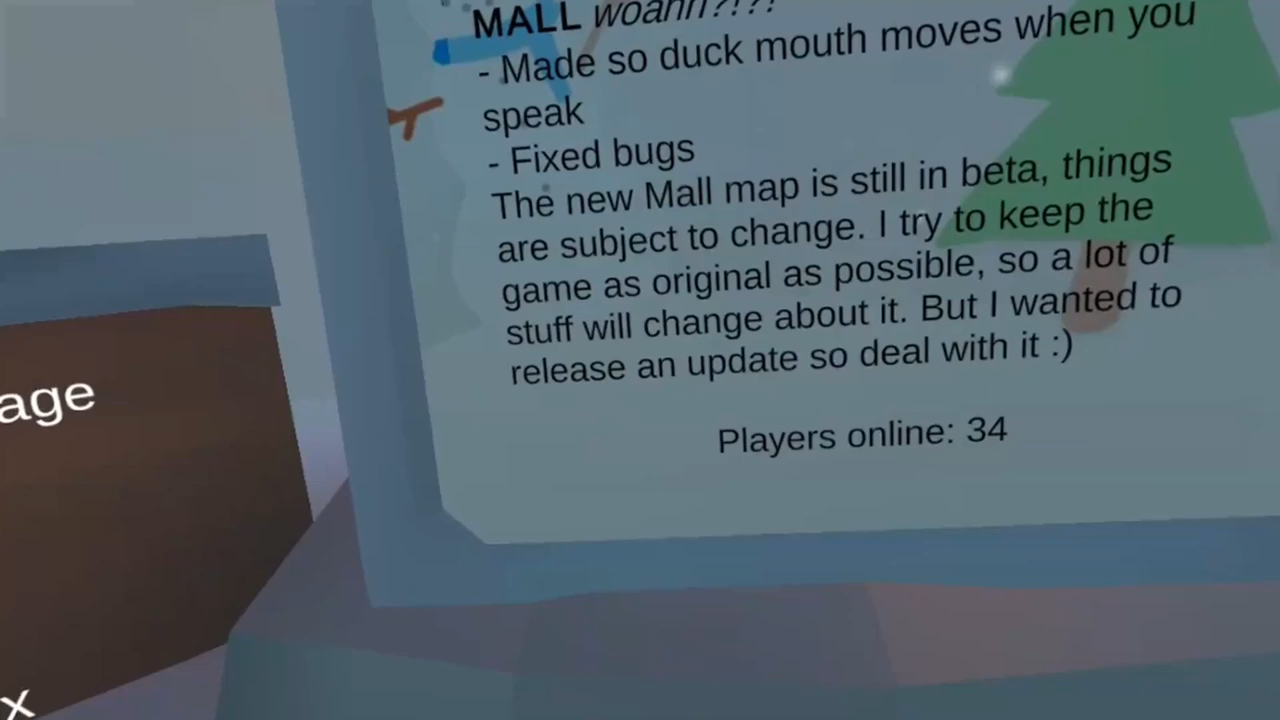 MALL woahh?!?!
- Made so duck mouth moves when you
speak
- Fixed bugs
The new Mall map is still in beta, things
are subject to change. I try to keep the
game as original as possible, so a lot of
stuff will change about it. But I wanted to
release an update so deal with it :)
Players online: 34
age
x